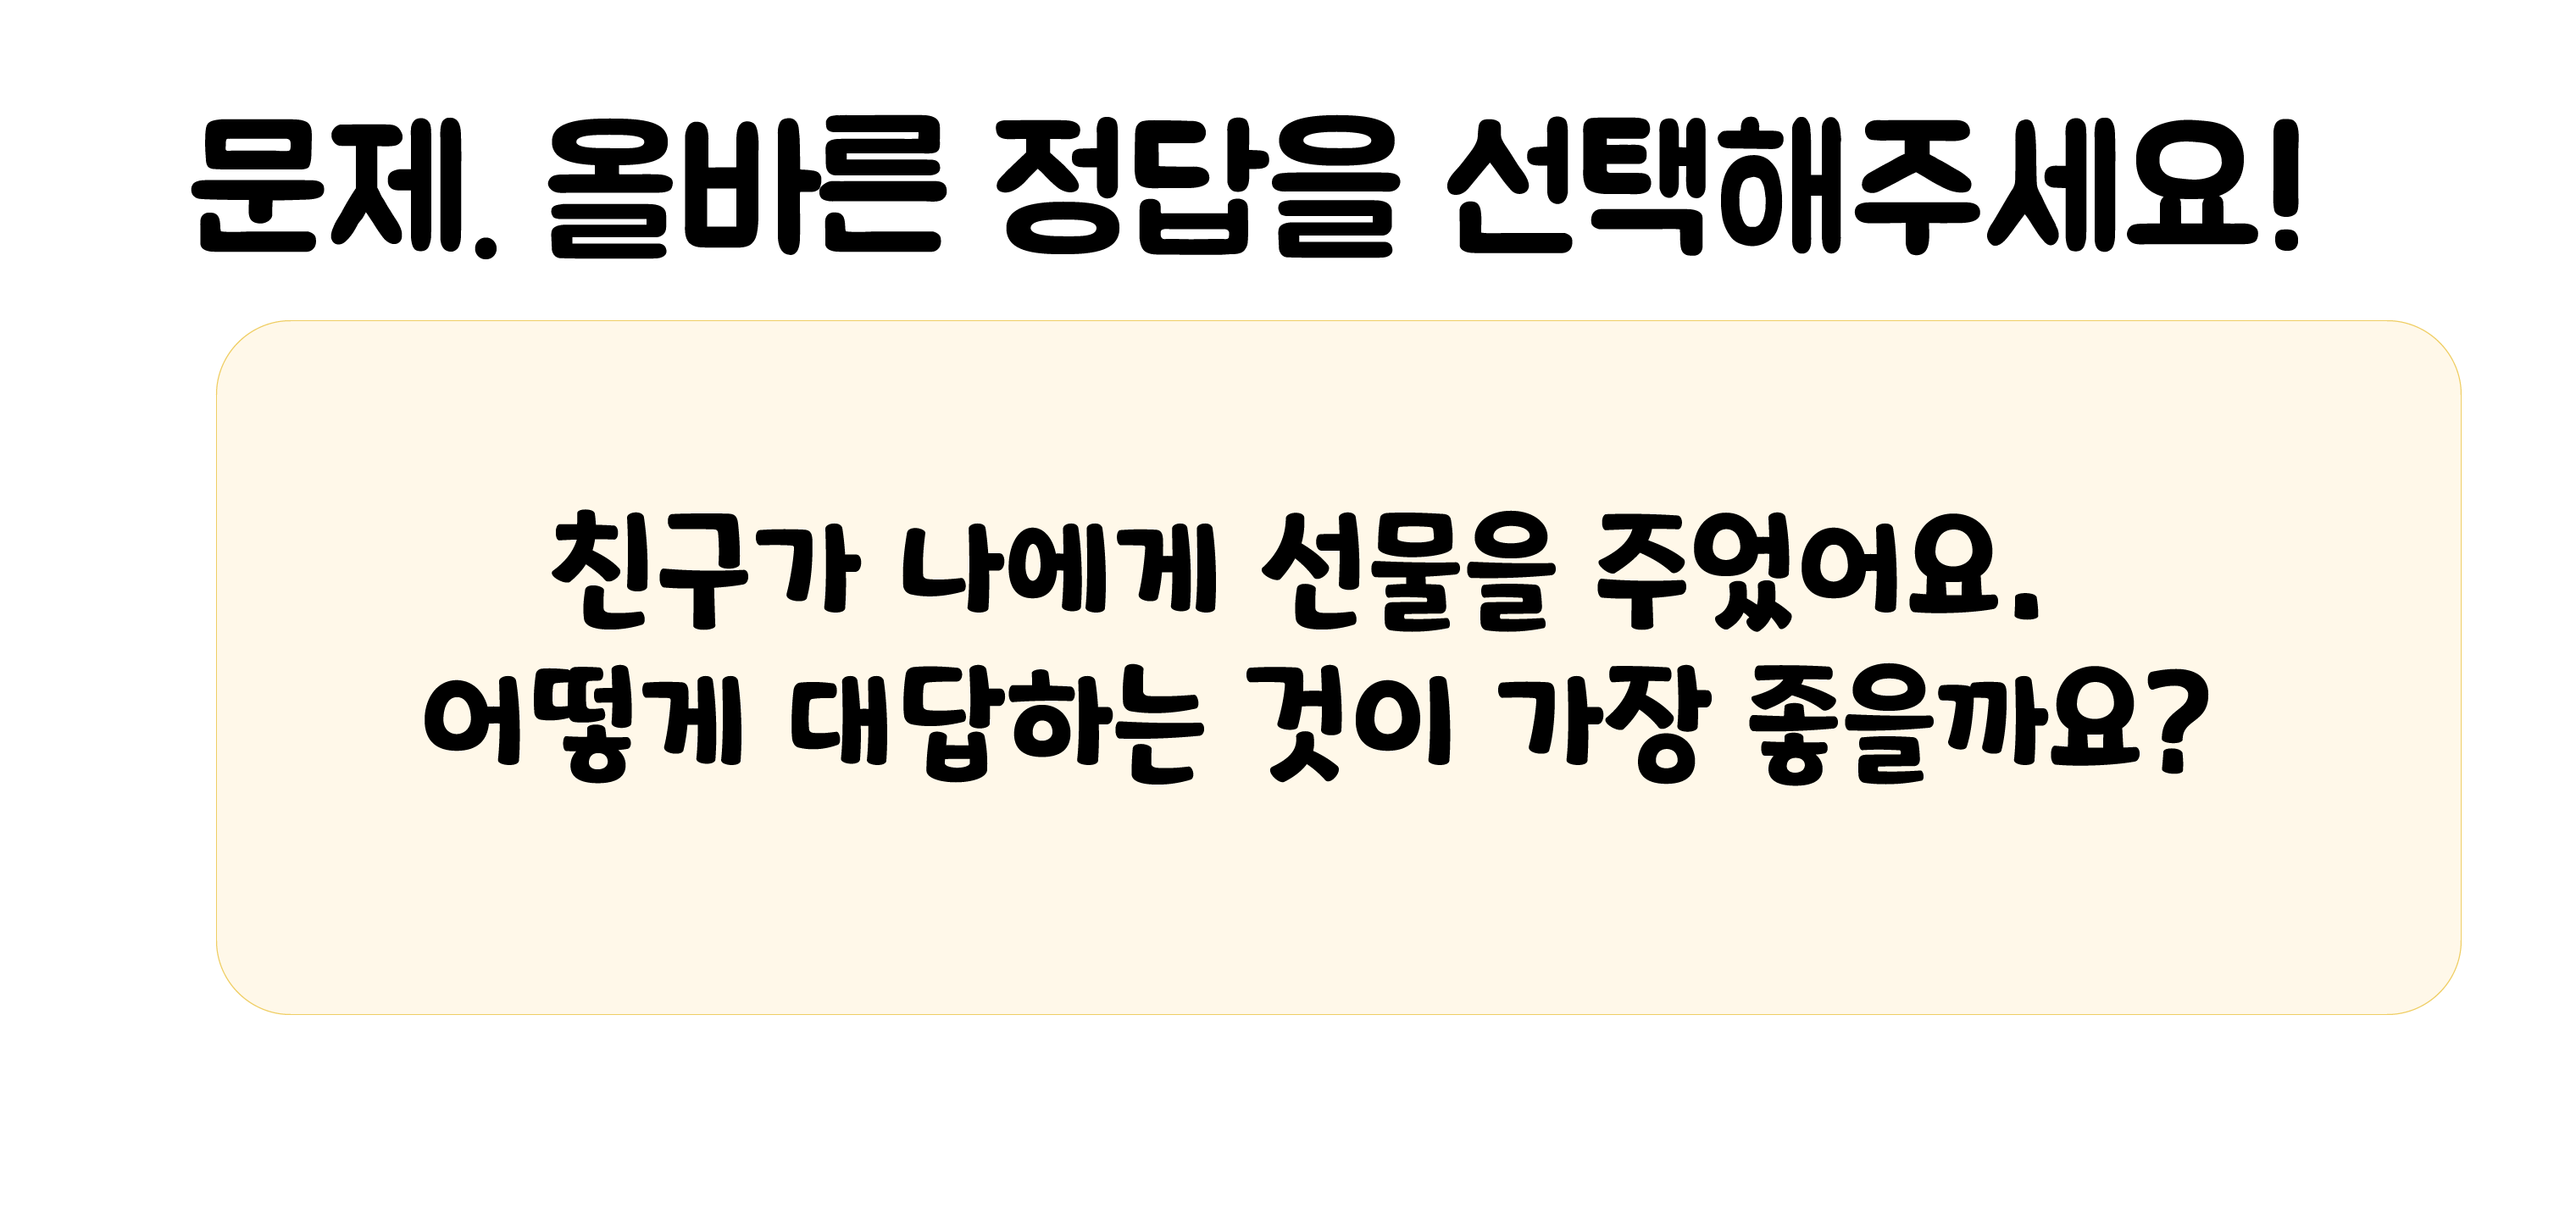 문제. 올바른 정답을 선택해주세요!
친구가 나에게 선물을 주었어요.
어떻게 대답하는 것이 가장 좋을까요?